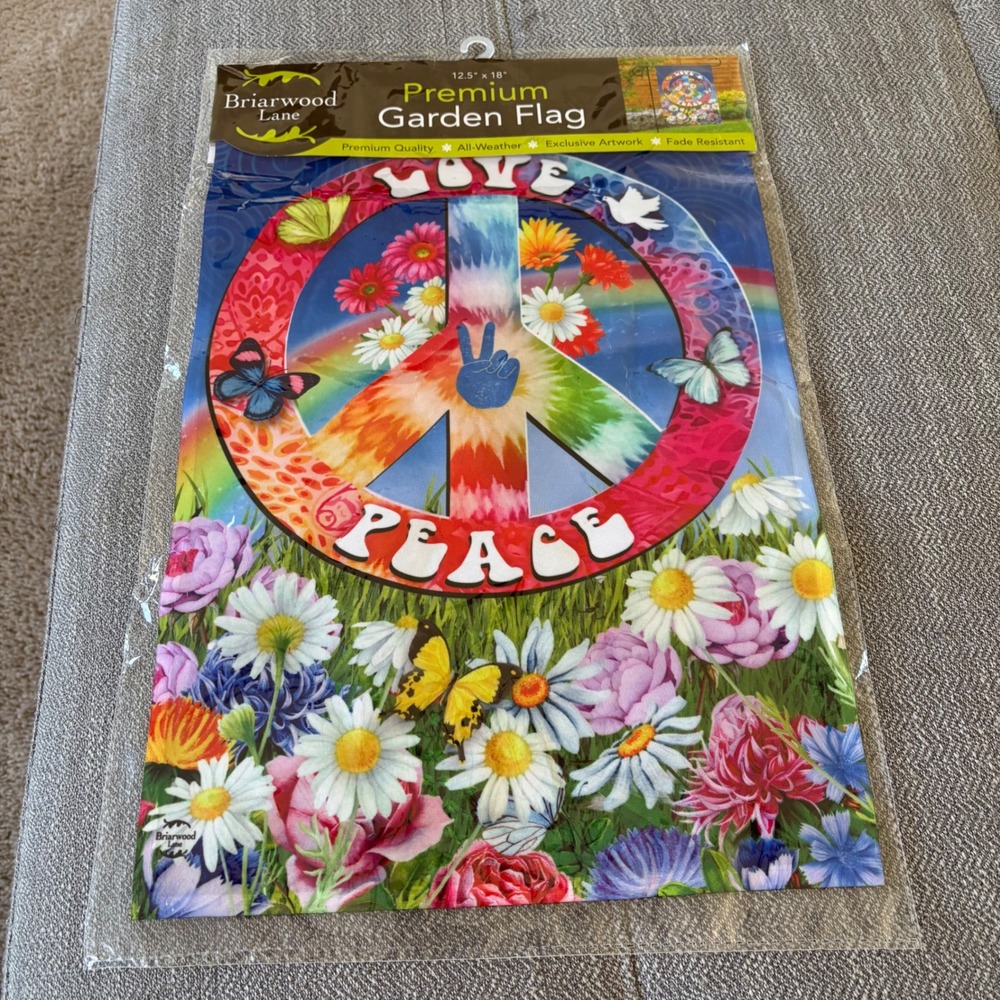 12.5" x 18"
Premium
Garden Flag
Briarwood
Lane
Premium Quality * All-Weather * Exclusive Artwork * Fade Resistant
LOVE
PEACE
Briarwood
Lane